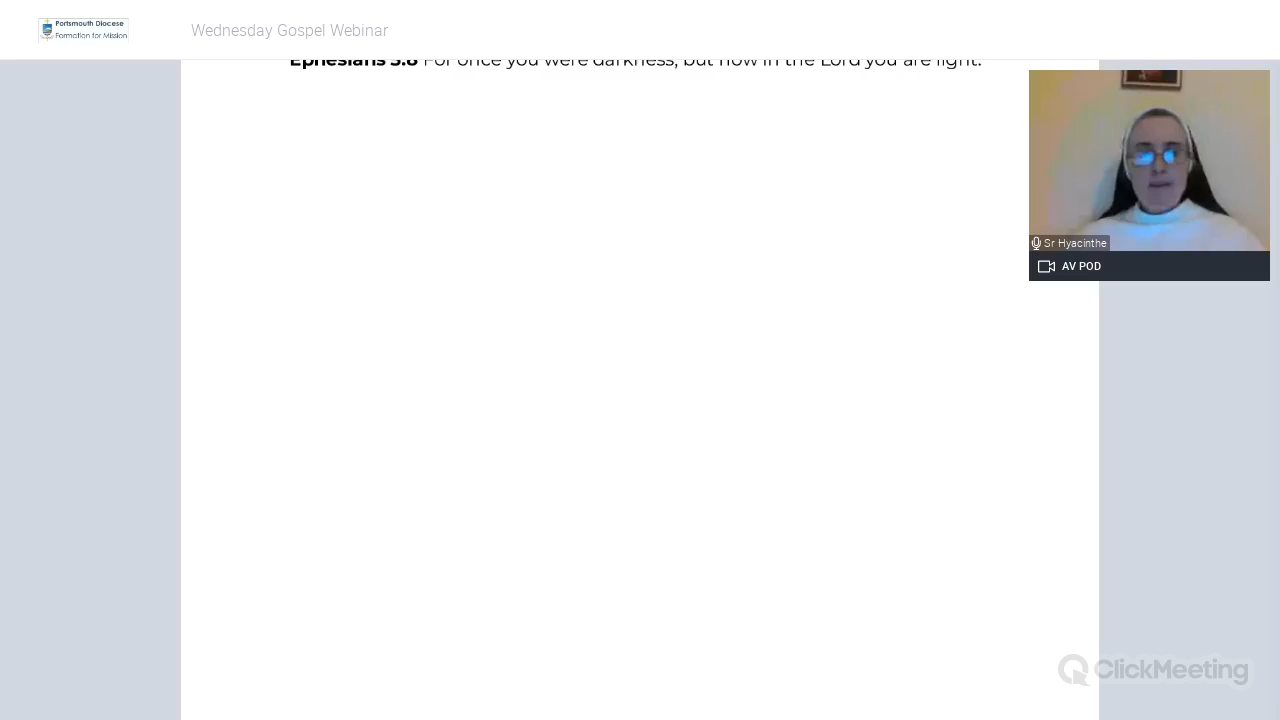 Portsmouth Diocese
Formation for Mission
Wednesday Gospel Webinar
Ephesians 5.8 For once you were darkness, but now in the Lord you are light.
Sr Hyacinthe
AV POD
ClickMeeting